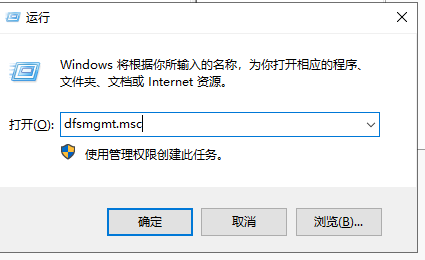 运行
Windows 将根据你所输入的名称，为你打开相应的程序、
文件夹、文档或 Internet 资源。
打开(O): dfsmgmt.msc
使用管理权限创建此任务。
确定 取消 浏览(B)...